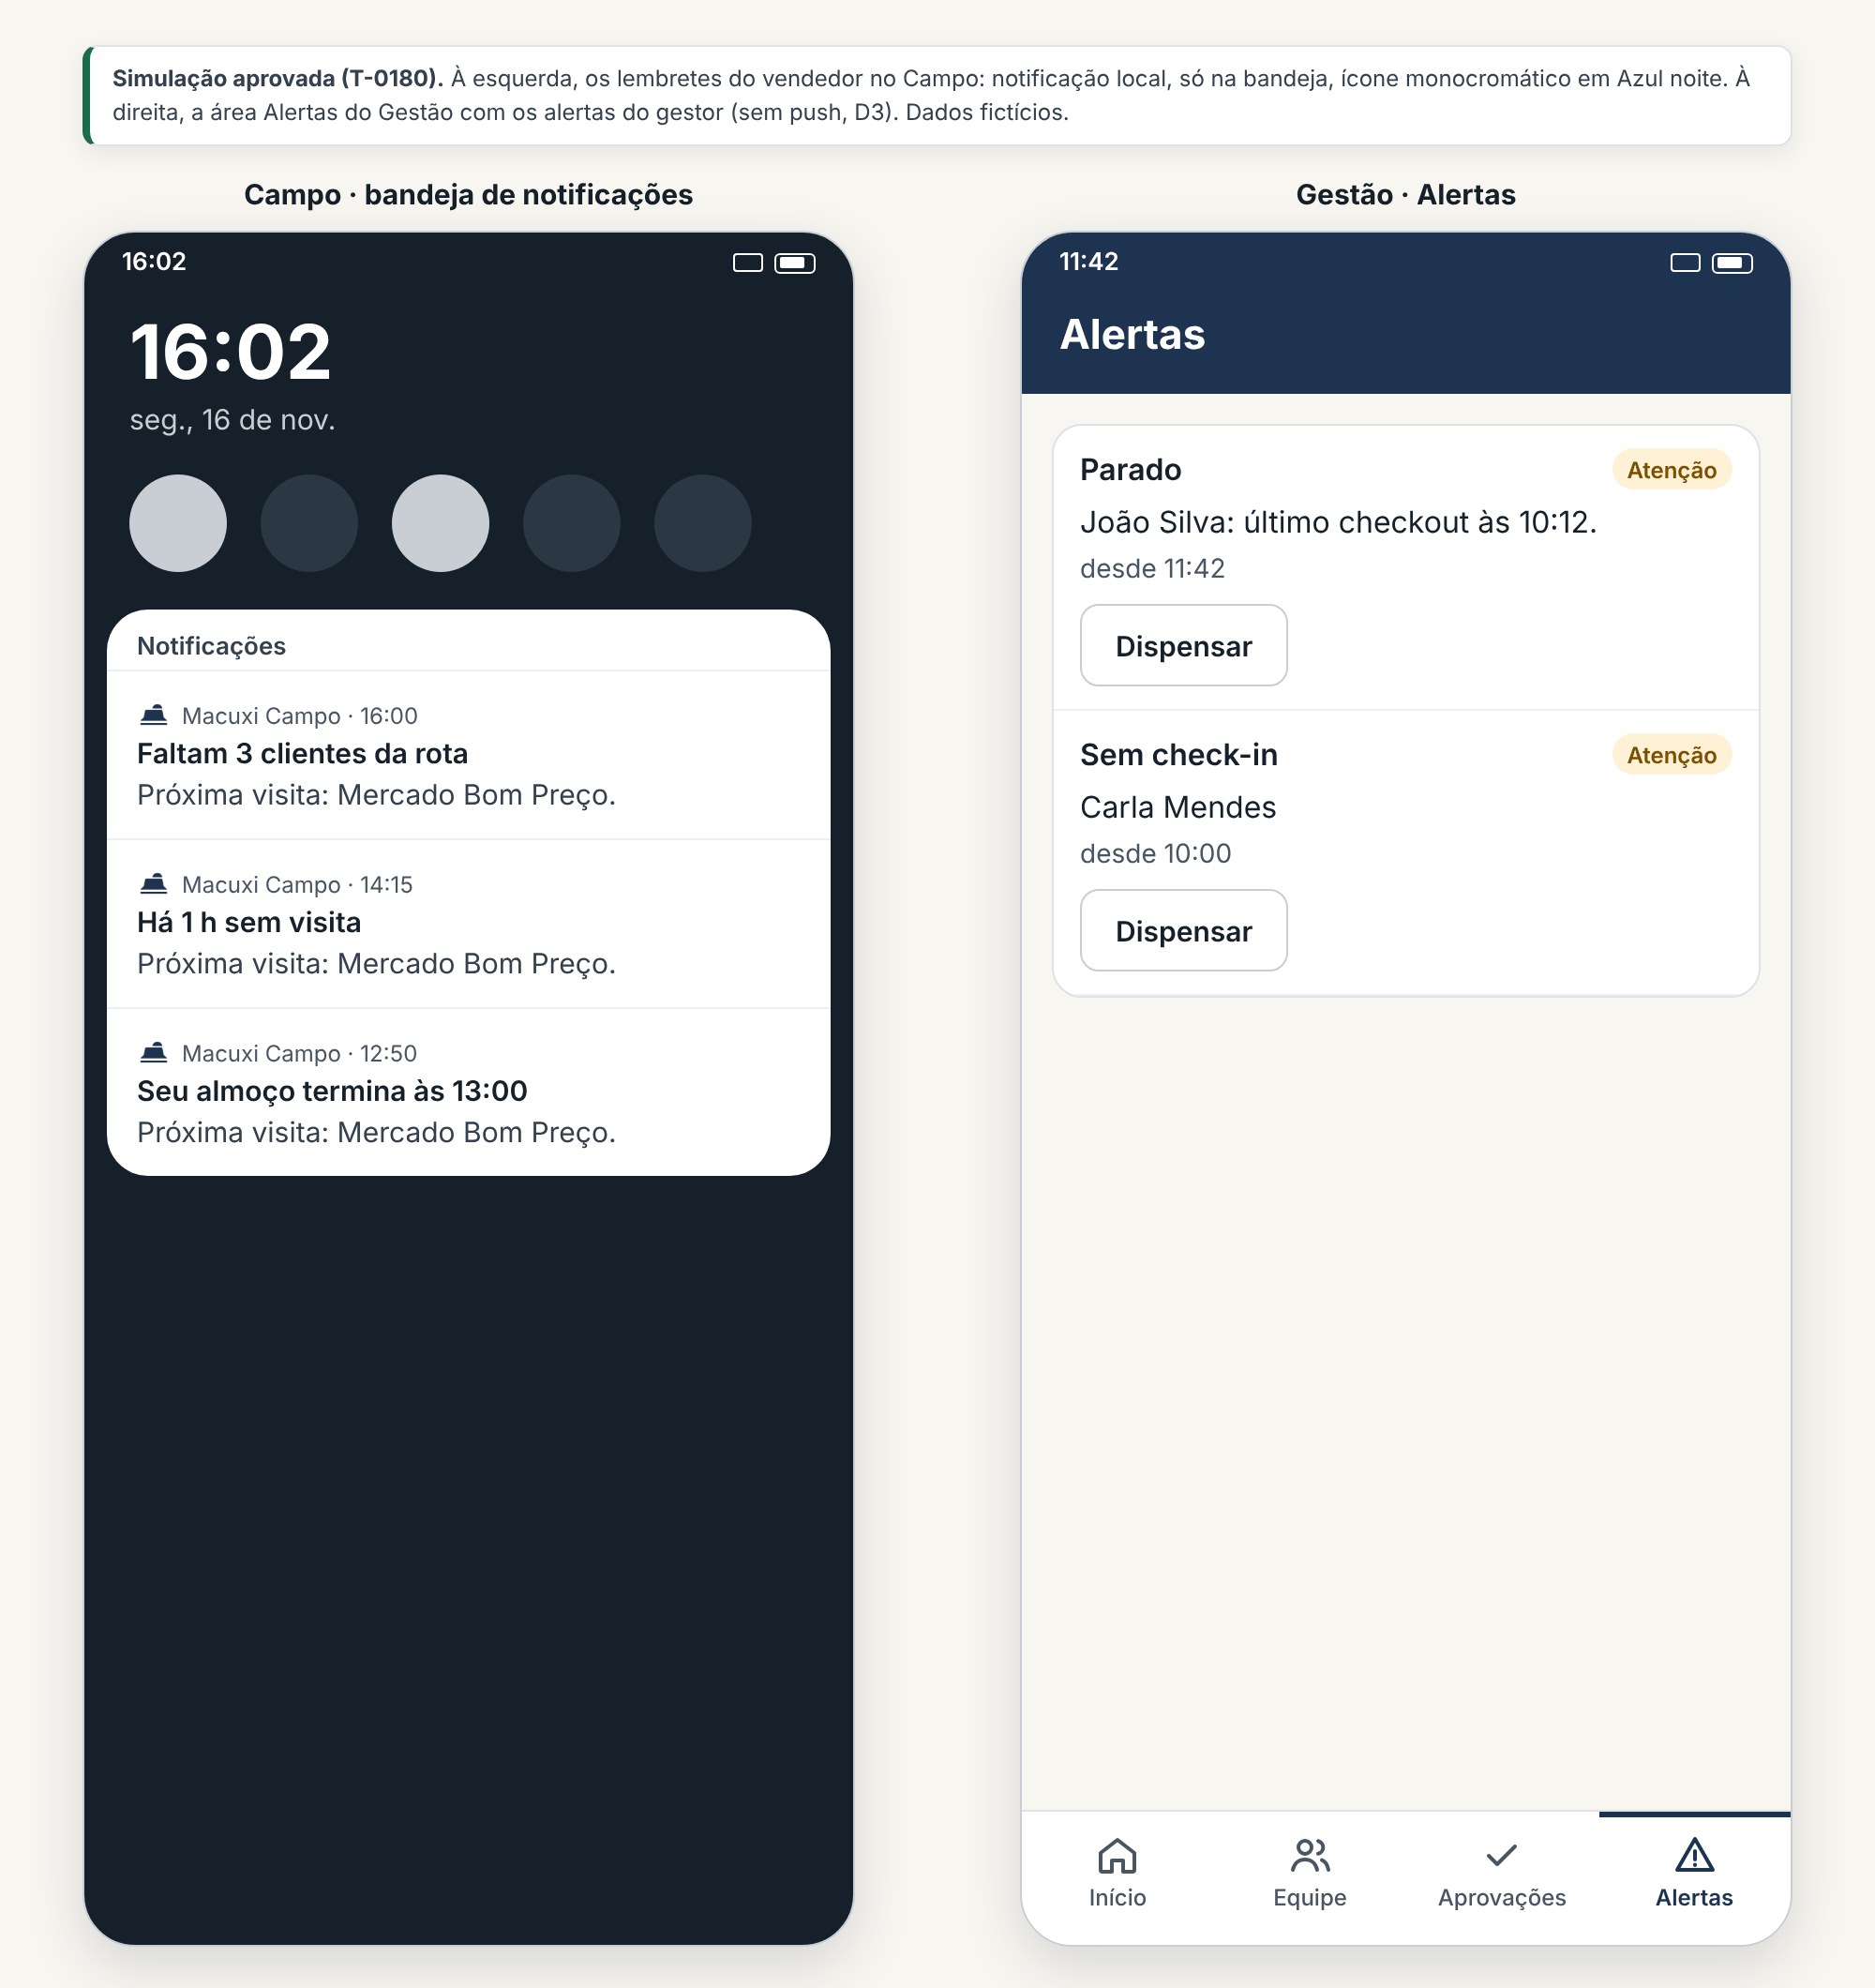 Simulação aprovada (T-0180). À esquerda, os lembretes do vendedor no Campo: notificação local, só na bandeja, ícone monocromático em Azul noite. À
direita, a área Alertas do Gestão com os alertas do gestor (sem push, D3). Dados fictícios.
Campo · bandeja de notificações
16:02
16:02
seg., 16 de nov.
Notificações
Macuxi Campo · 16:00
Faltam 3 clientes da rota
Próxima visita: Mercado Bom Preço.
Macuxi Campo · 14:15
Há 1 h sem visita
Próxima visita: Mercado Bom Preço.
Macuxi Campo · 12:50
Seu almoço termina às 13:00
Próxima visita: Mercado Bom Preço.
Gestão · Alertas
11:42
Alertas
Parado
Atenção
João Silva: último checkout às 10:12.
desde 11:42
Dispensar
Sem check-in
Atenção
Carla Mendes
desde 10:00
Dispensar
Início
Equipe
Aprovações
Alertas